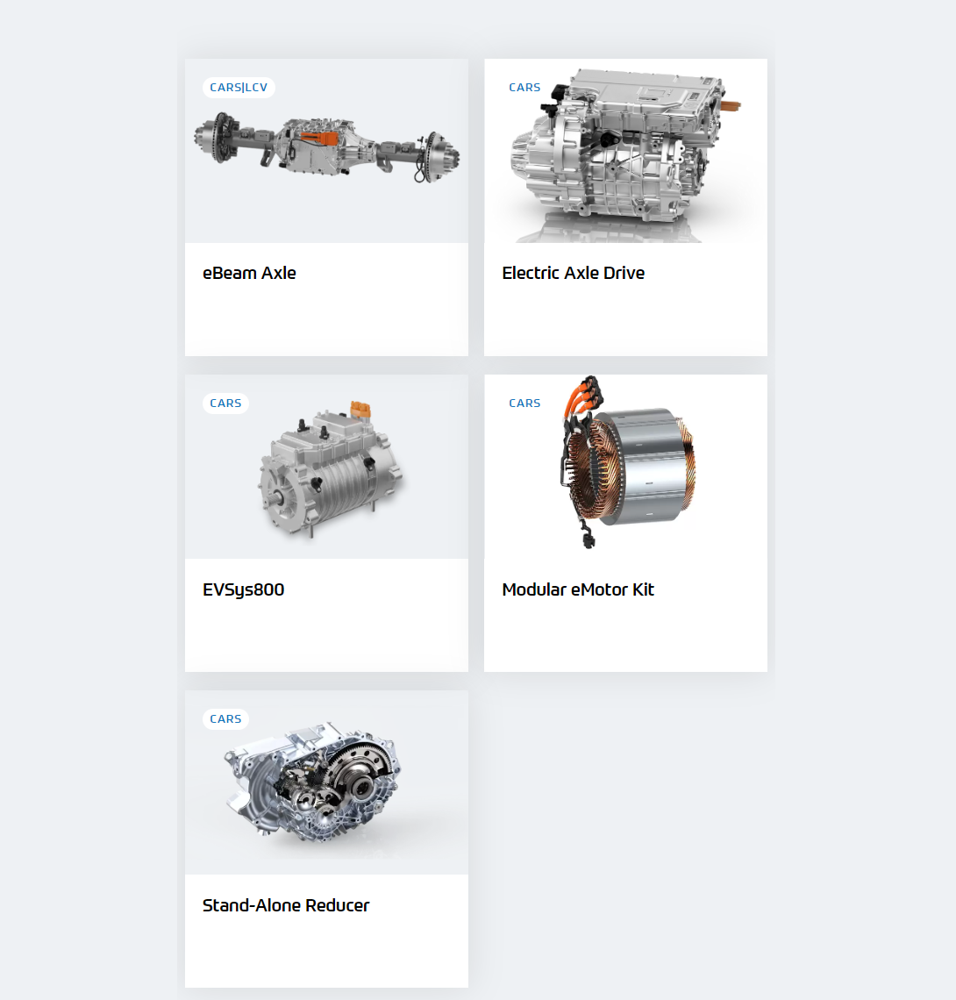 CARS|LCV
eBeam Axle
CARS
Electric Axle Drive
CARS
EVSys800
CARS
Modular eMotor Kit
CARS
Stand-Alone Reducer